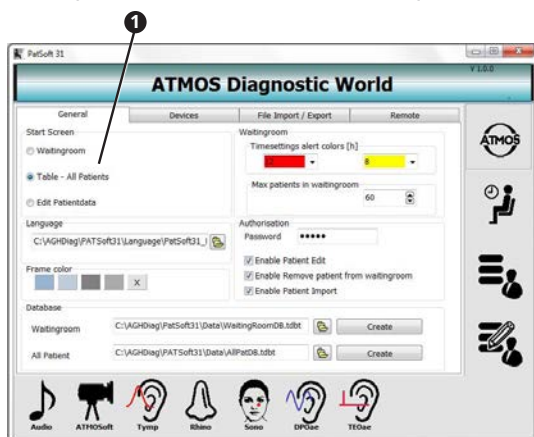 1
PatSoft 31
V 1.0.0
ATMOS Diagnostic World
General Devices File Import / Export Remote
Start Screen
Waitingroom
Table - All Patients
Edit Patientdata
Waitingroom
Timesettings alert colors [h]
12 8
Max patients in waitingroom
60
Language
C:\AGHDiag\PATSoft31\Language\PatSoft31_
Frame color
X
Authorisation
Password •••••
Enable Patient Edit
Enable Remove patient from waitingroom
Enable Patient Import
Database
Waitingroom C:\AGHDiag\PatSoft31\Data\WaitingRoomDB.tdbt Create
All Patient C:\AGHDiag\PATSoft31\Data\AllPatDB.tdbt Create
ATMOS
Audio ATMOSoft Tymp Rhino Sono DPOae TEOae